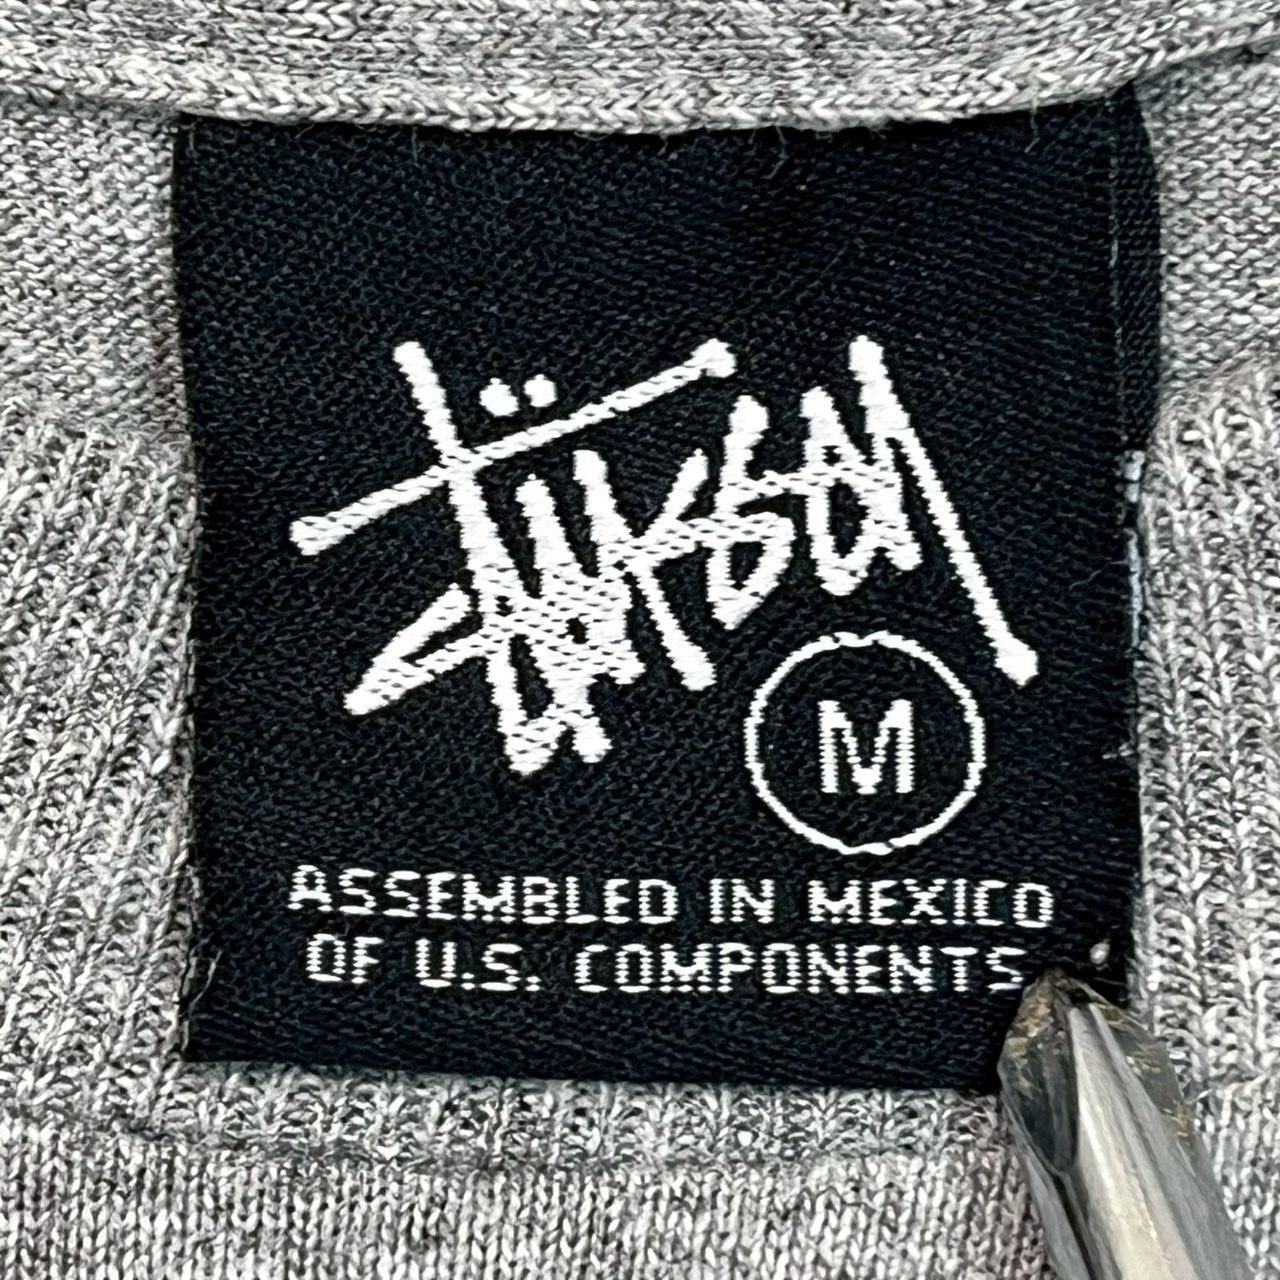 Stüssy
M
ASSEMBLED IN MEXICO
OF U.S. COMPONENTS